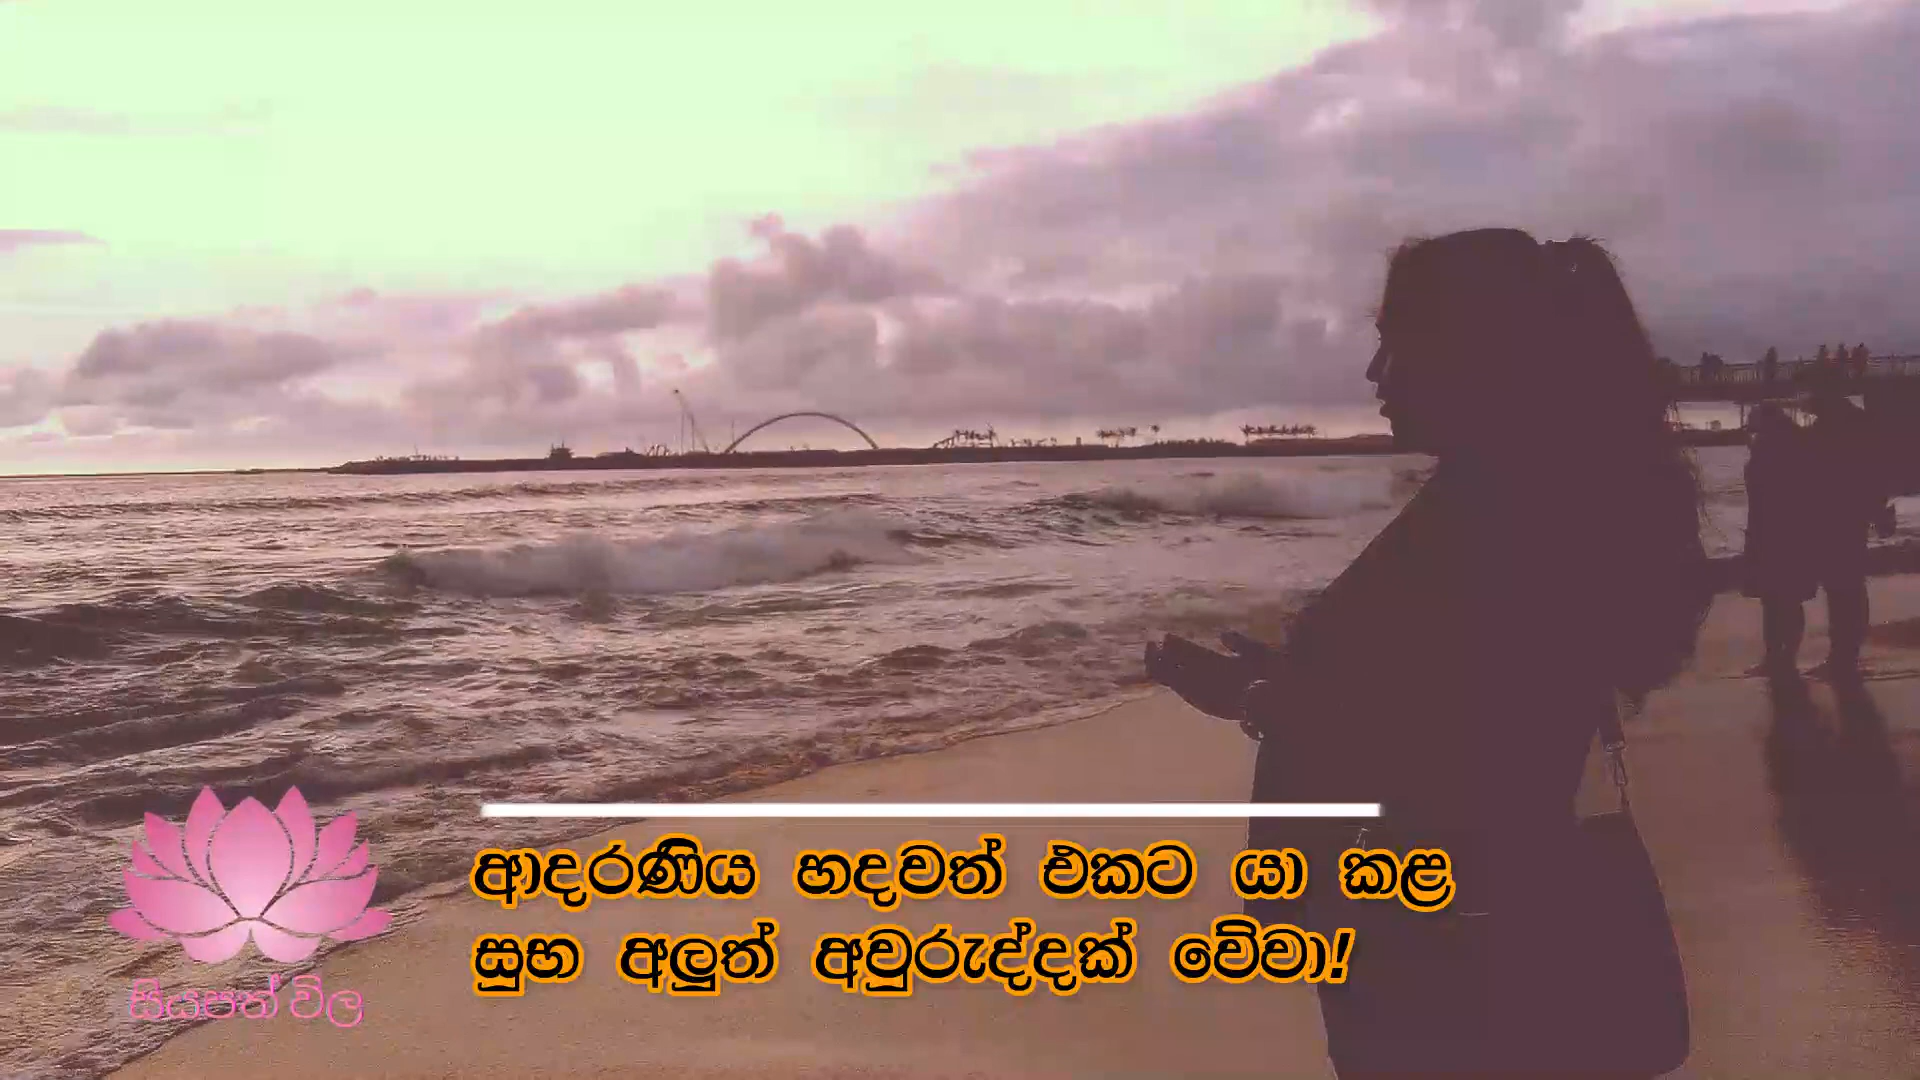 ආදරණිය හදවත් එකට යා කළ
සුභ අලුත් අවුරුද්දක් වේවා!
සියපත් විල